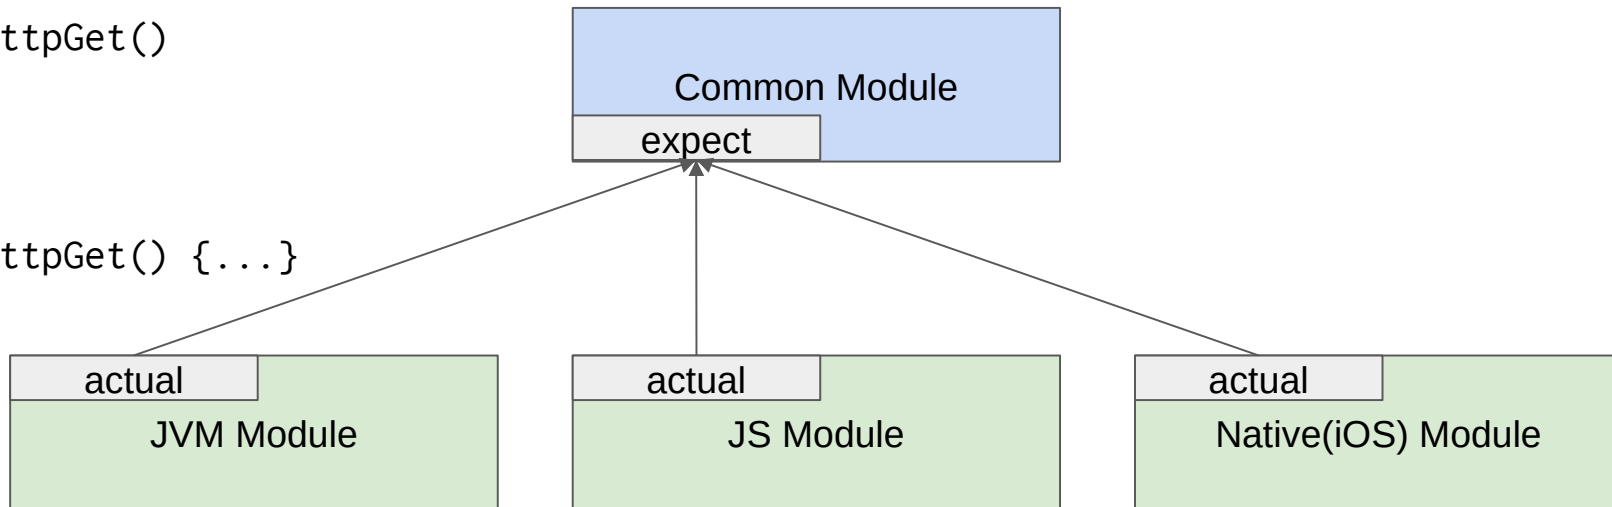 ttpGet()
Common Module
expect
ttpGet() {...}
actual
actual
actual
JVM Module
JS Module
Native(iOS) Module